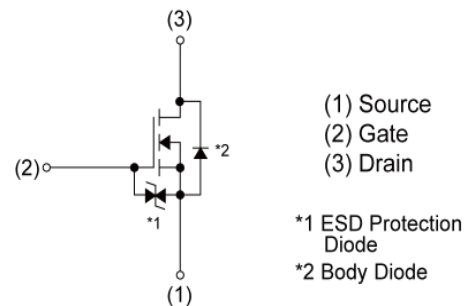 (3)
(1) Source
(2) Gate
(3) Drain
*2
(2)
*1
*1 ESD Protection
Diode
*2 Body Diode
(1)